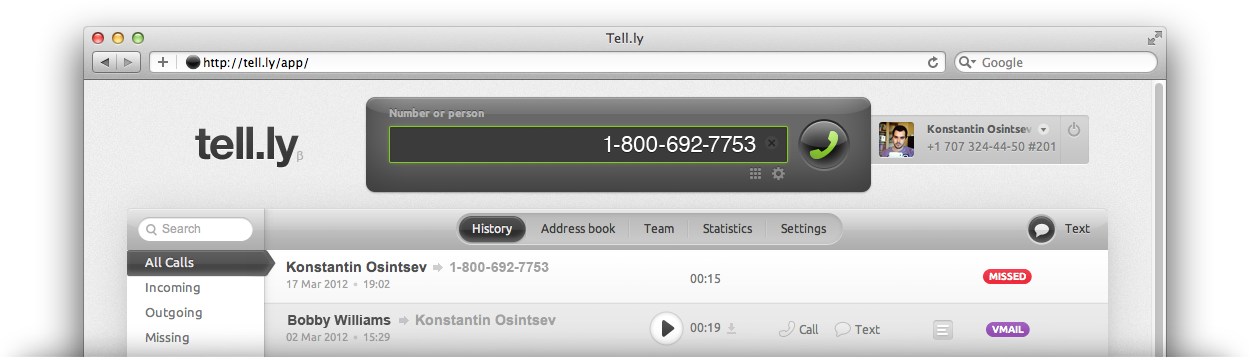 Tell.ly
http://tell.ly/app/
Google
Number or person
tell.ly β
1-800-692-7753
Konstantin Osintsev
+1 707 324-44-50 #201
Search
History Address book Team Statistics Settings
Text
All Calls
Incoming
Outgoing
Missing
Konstantin Osintsev 1-800-692-7753
17 Mar 2012 • 19:02
00:15
MISSED
Bobby Williams Konstantin Osintsev
02 Mar 2012 • 15:29
00:19
Call
Text
VMAIL